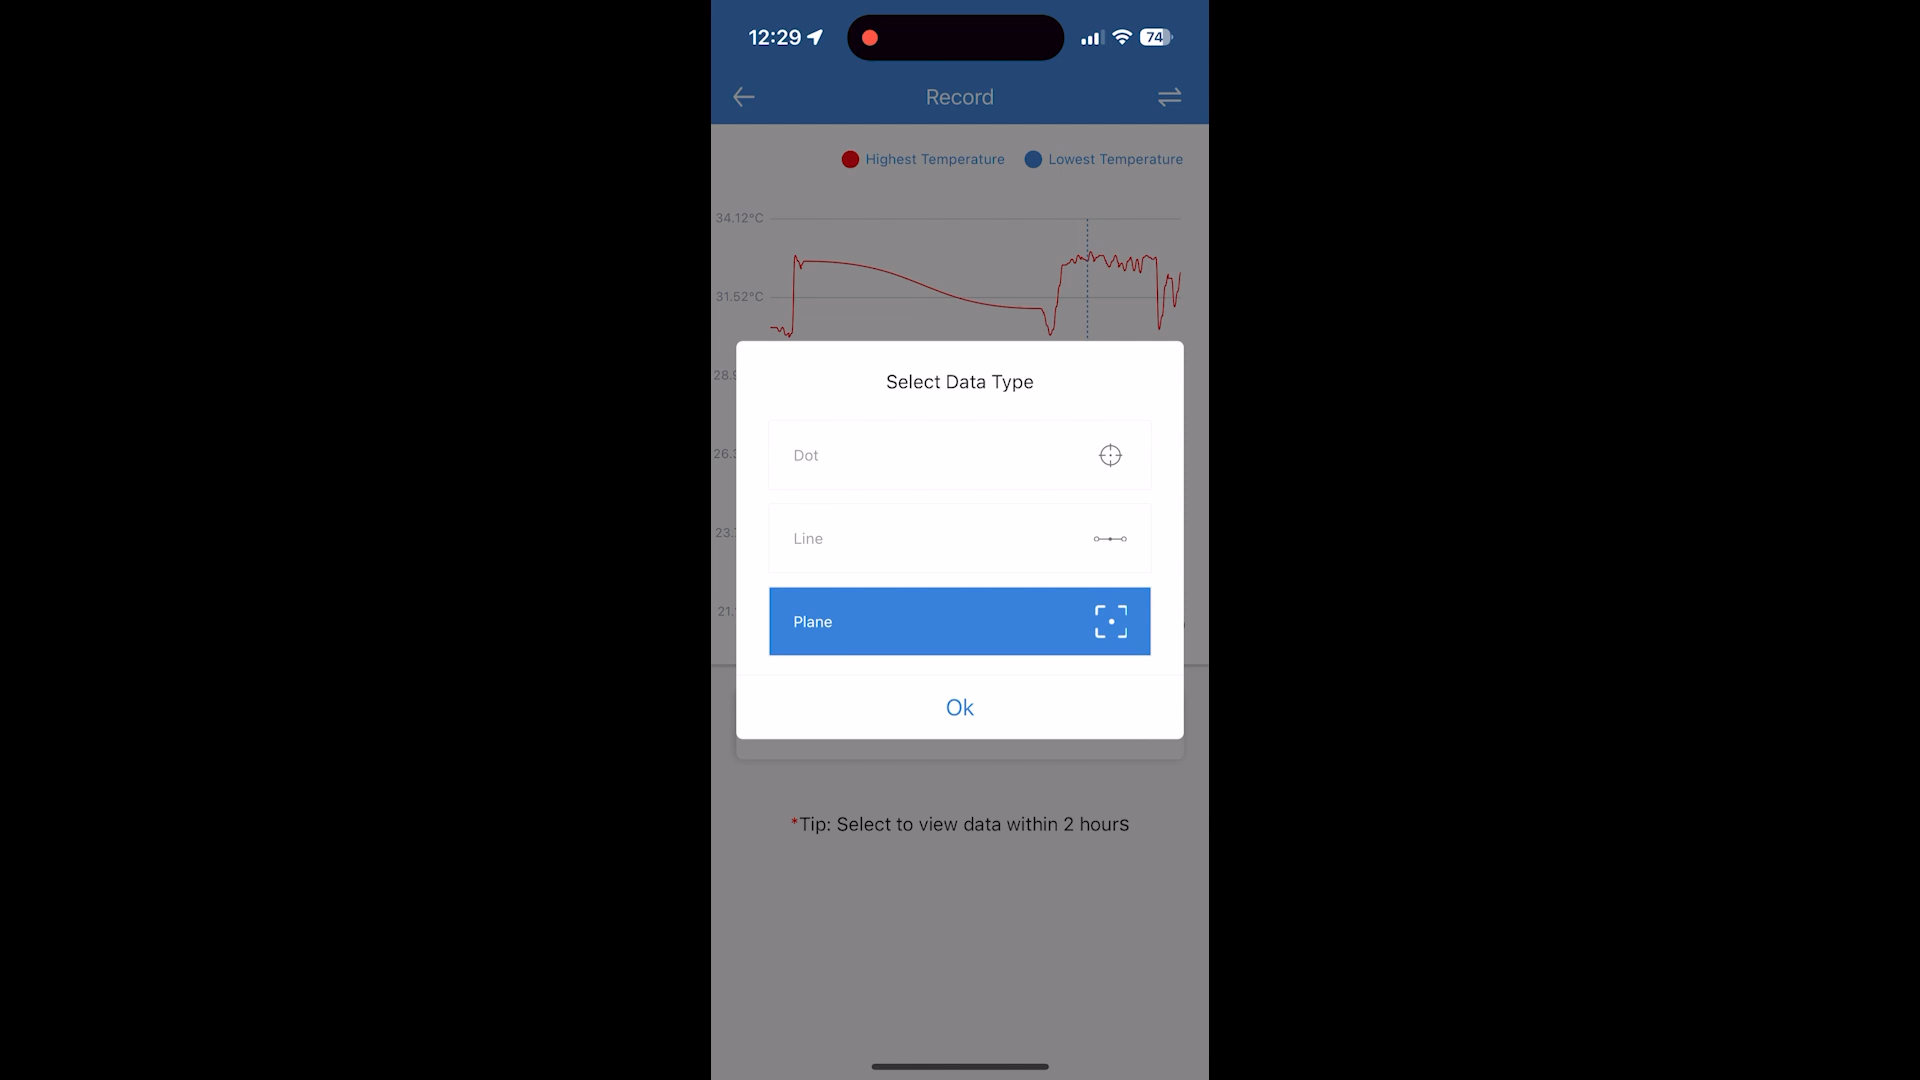 12:29
74
Record
Highest Temperature
Lowest Temperature
34.12°C
31.52°C
Select Data Type
Dot
Line
Plane
Ok
*Tip: Select to view data within 2 hours